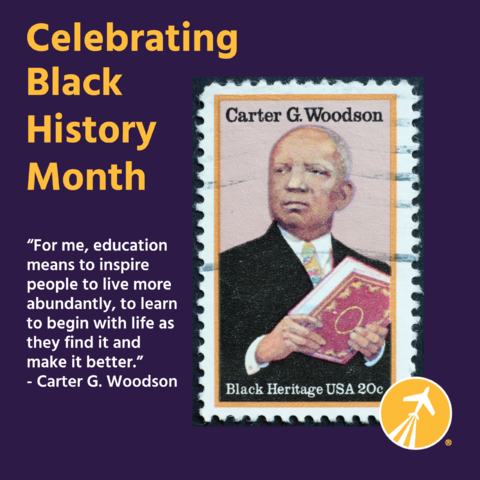 Celebrating
Black
History
Month
“For me, education
means to inspire
people to live more
abundantly, to learn
to begin with life as
they find it and
make it better.”
- Carter G. Woodson
Carter G. Woodson
Black Heritage USA 20c
®